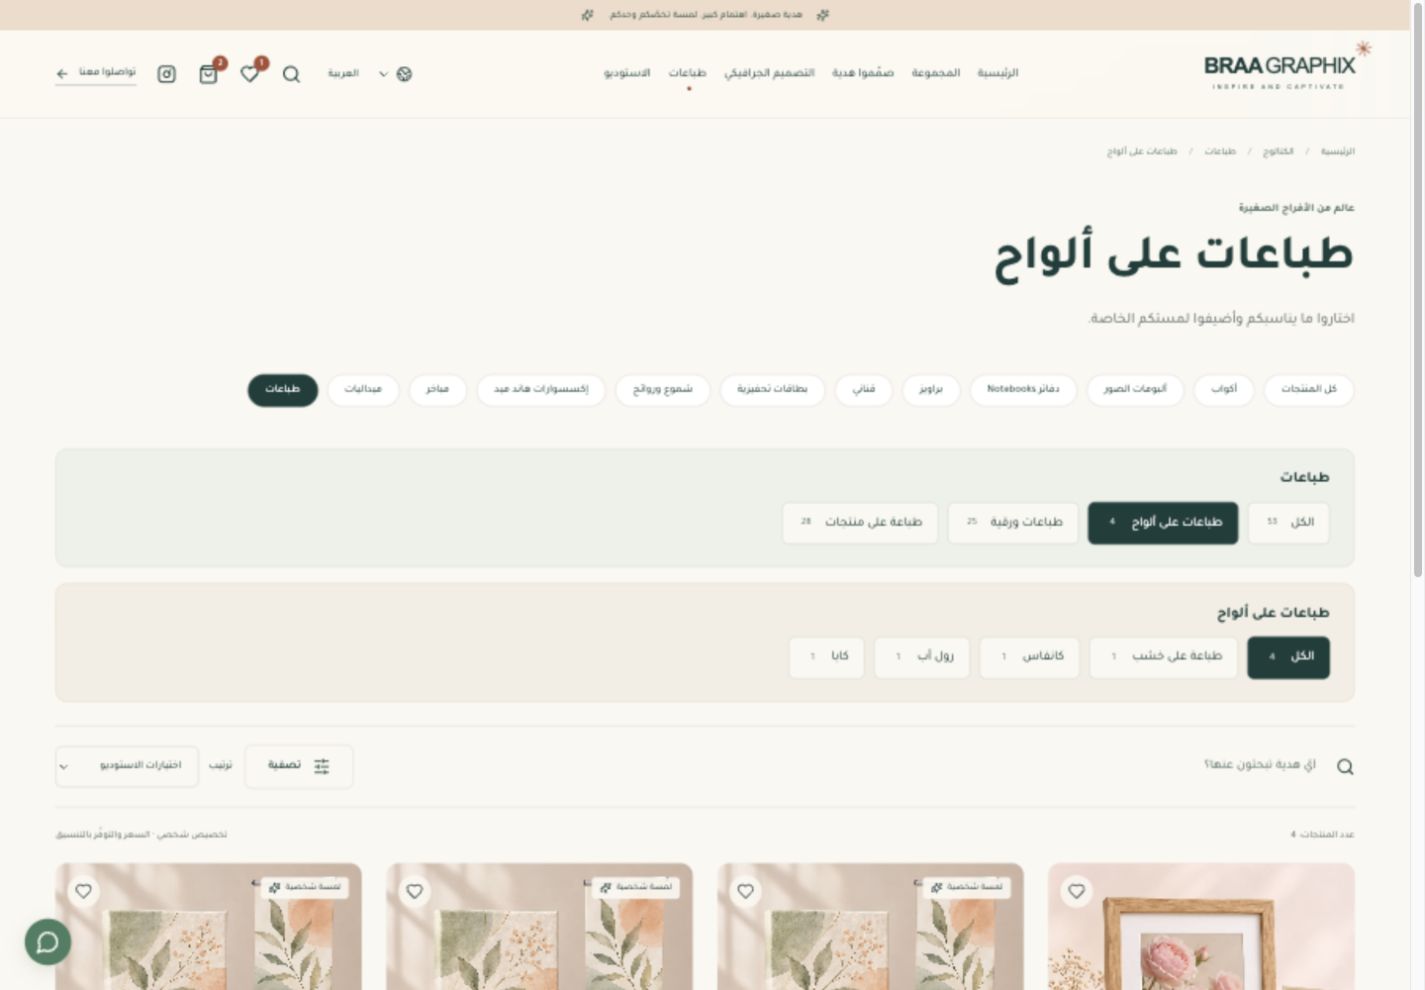 هدية صغيرة. اهتمام كبير. لمسة تخصّكم وحدكم.
BRAA GRAPHIX
INSPIRE AND CAPTIVATE
الرئيسية المجموعة صمّموا هدية التصميم الجرافيكي طباعات الاستوديو
العربية 1 2 تواصلوا معنا
الرئيسية / الكتالوج / طباعات / طباعات على ألواح
عالم من الأفراح الصغيرة
طباعات على ألواح
اختاروا ما يناسبكم وأضيفوا لمستكم الخاصة.
كل المنتجات أكواب ألبومات الصور دفاتر Notebooks براويز قناني بطاقات تحفيزية شموع وروائح إكسسوارات هاند ميد مباخر ميداليات طباعات
طباعات
الكل 53 طباعات على ألواح 4 طباعات ورقية 25 طباعة على منتجات 28
طباعات على ألواح
الكل 4 طباعة على خشب 1 كانفاس 1 رول أب 1 كابا 1
أيّ هدية تبحثون عنها؟ تصفية ترتيب اختيارات الاستوديو
عدد المنتجات: 4 تخصيص شخصي · السعر والتوفّر بالتنسيق
لمسة شخصية لمسة شخصية لمسة شخصية